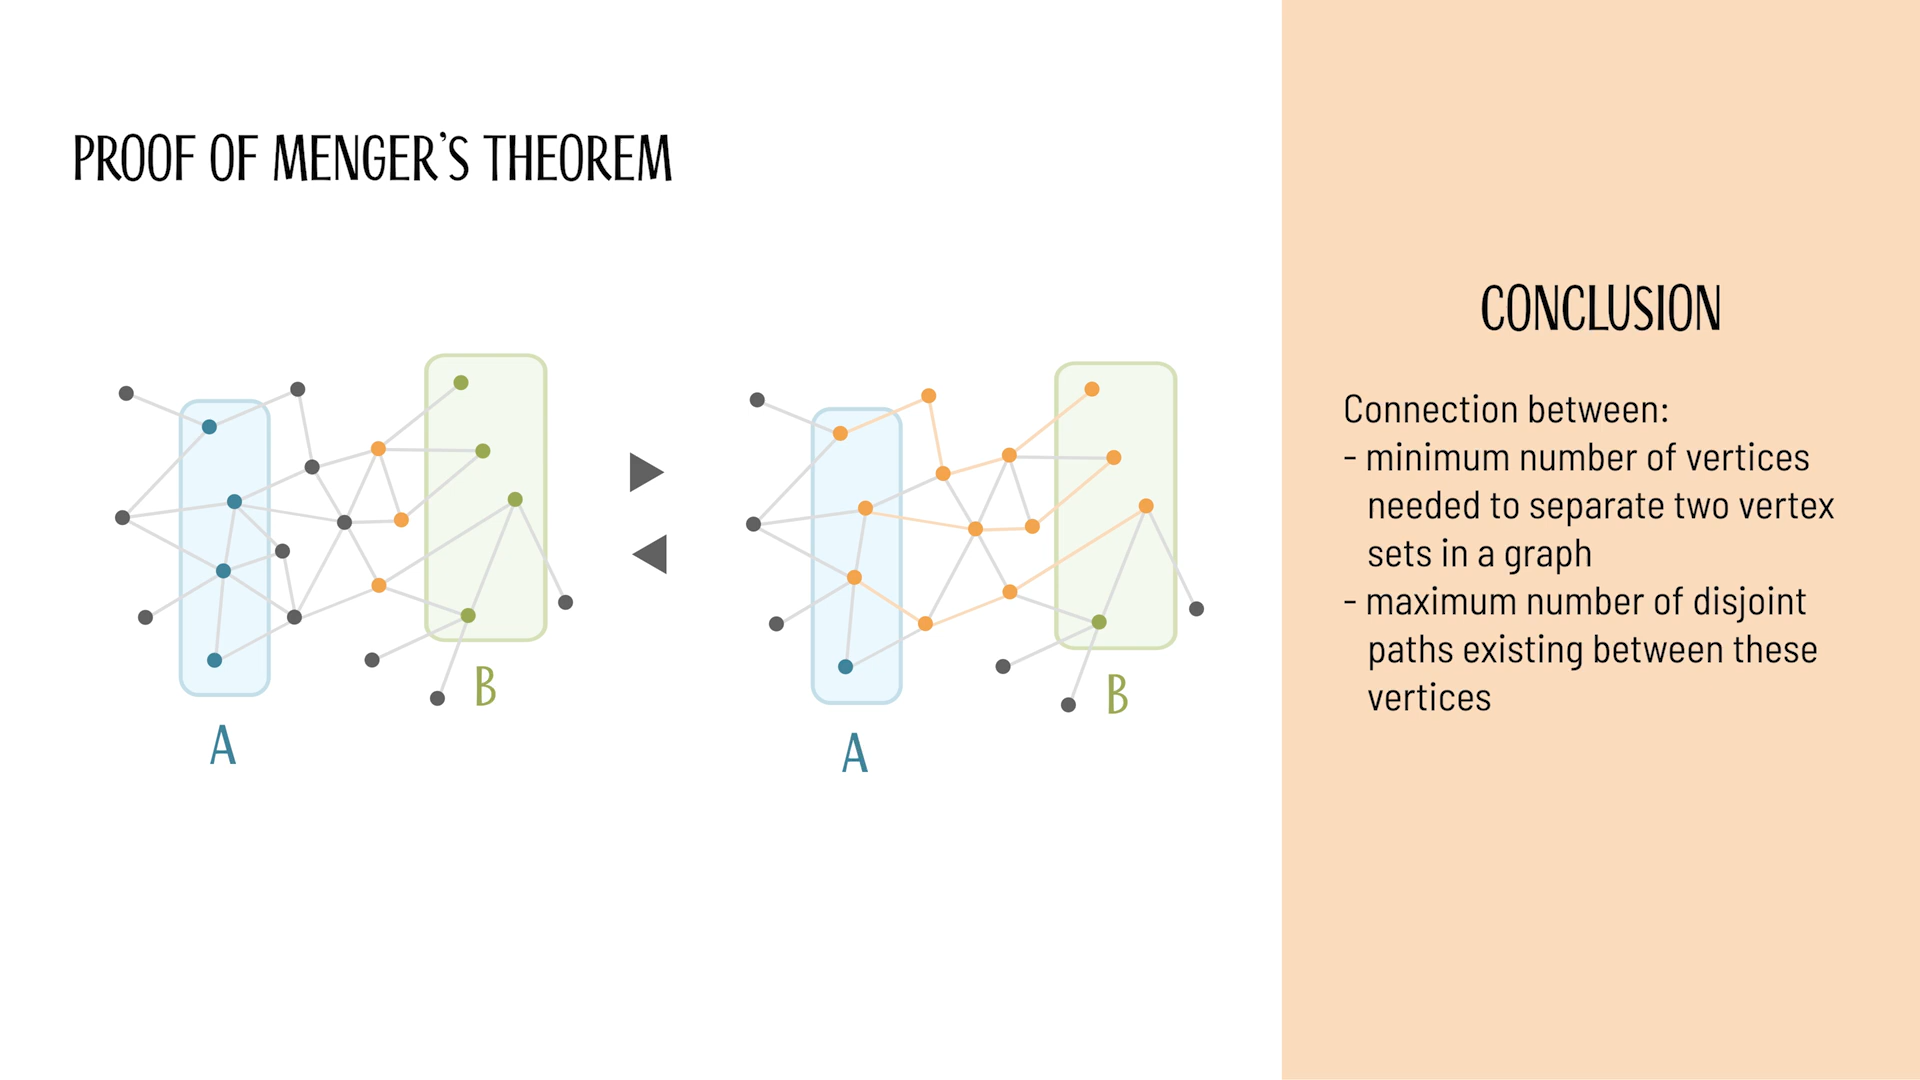 PROOF OF MENGER'S THEOREM
A
B
A
B
CONCLUSION
Connection between:
- minimum number of vertices
needed to separate two vertex
sets in a graph
- maximum number of disjoint
paths existing between these
vertices